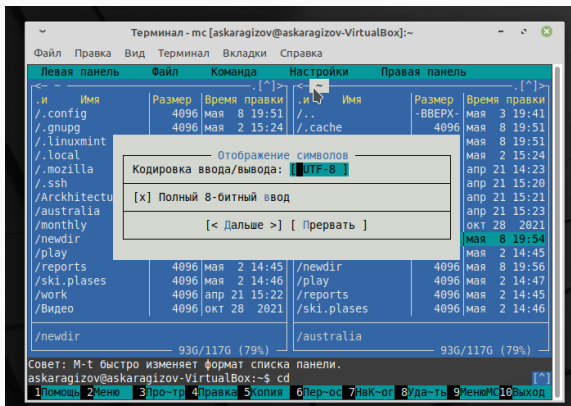 Терминал - mc [askaragizov@askaragizov-VirtualBox]:~
Файл Правка Вид Терминал Вкладки Справка
Левая панель Файл Команда Настройки Правая панель
<- ~ .[^]> <- ~ .[^]>
.и Имя Размер Время правки .и Имя Размер Время правки
/.config 4096 мая 8 19:51 /.. -ВВЕРХ- мая 3 19:41
/.gnupg 4096 мая 2 15:24 /.cache 4096 мая 8 19:51
/.linuxmint мая 8 19:51
/.local мая 2 15:24
/.mozilla апр 21 14:23
/.ssh апр 21 15:20
/Arckhitectu апр 21 15:21
/australia апр 21 15:23
/monthly окт 28 2021
/newdir мая 8 19:54
/play мая 2 14:45
Отображение символов
Кодировка ввода/вывода: [ UTF-8 ]
[x] Полный 8-битный ввод
[< Дальше >] [ Прервать ]
/reports 4096 мая 2 14:45 /newdir 4096 мая 8 19:56
/ski.plases 4096 мая 2 14:46 /play 4096 мая 2 14:47
/work 4096 апр 21 15:22 /reports 4096 мая 2 14:45
/Видео 4096 окт 28 2021 /ski.plases 4096 мая 2 14:46
/newdir /australia
93G/117G (79%) 93G/117G (79%)
Совет: M-t быстро изменяет формат списка панели.
askaragizov@askaragizov-VirtualBox:~$ cd [^]
1Помощь 2Меню 3Про~тр 4Правка 5Копия 6Пер~ос 7НвК~ог 8Уда~ть 9МенюMC 10Выход